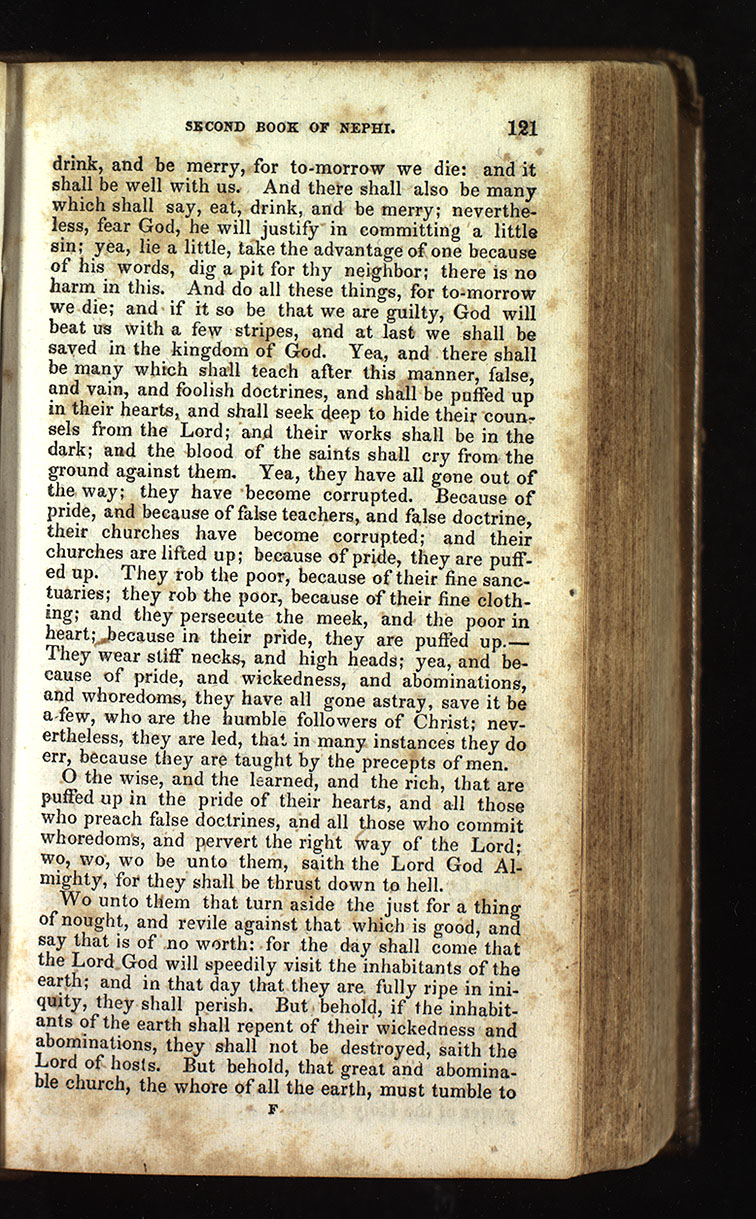 SECOND BOOK OF NEPHI. 121
drink, and be merry, for to-morrow we die: and it
shall be well with us. And there shall also be many
which shall say, eat, drink, and be merry; neverthe-
less, fear God, he will justify in committing a little
sin; yea, lie a little, take the advantage of one because
of his words, dig a pit for thy neighbor; there is no
harm in this. And do all these things, for to-morrow
we die; and if it so be that we are guilty, God will
beat us with a few stripes, and at last we shall be
saved in the kingdom of God. Yea, and there shall
be many which shall teach after this manner, false,
and vain, and foolish doctrines, and shall be puffed up
in their hearts, and shall seek deep to hide their coun-
sels from the Lord; and their works shall be in the
dark; and the blood of the saints shall cry from the
ground against them. Yea, they have all gone out of
the way; they have become corrupted. Because of
pride, and because of false teachers, and false doctrine,
their churches have become corrupted; and their
churches are lifted up; because of pride, they are puff-
ed up. They rob the poor, because of their fine sanc-
tuaries; they rob the poor, because of their fine cloth-
ing; and they persecute the meek, and the poor in
heart; because in their pride, they are puffed up.—
They wear stiff necks, and high heads; yea, and be-
cause of pride, and wickedness, and abominations,
and whoredoms, they have all gone astray, save it be
a few, who are the humble followers of Christ; nev-
ertheless, they are led, that in many instances they do
err, because they are taught by the precepts of men.
O the wise, and the learned, and the rich, that are
puffed up in the pride of their hearts, and all those
who preach false doctrines, and all those who commit
whoredoms, and pervert the right way of the Lord;
wo, wo, wo be unto them, saith the Lord God Al-
mighty, for they shall be thrust down to hell.
Wo unto them that turn aside the just for a thing
of nought, and revile against that which is good, and
say that is of no worth: for the day shall come that
the Lord God will speedily visit the inhabitants of the
earth; and in that day that they are fully ripe in ini-
quity, they shall perish. But behold, if the inhabit-
ants of the earth shall repent of their wickedness and
abominations, they shall not be destroyed, saith the
Lord of hosts. But behold, that great and abomina-
ble church, the whore of all the earth, must tumble to
F